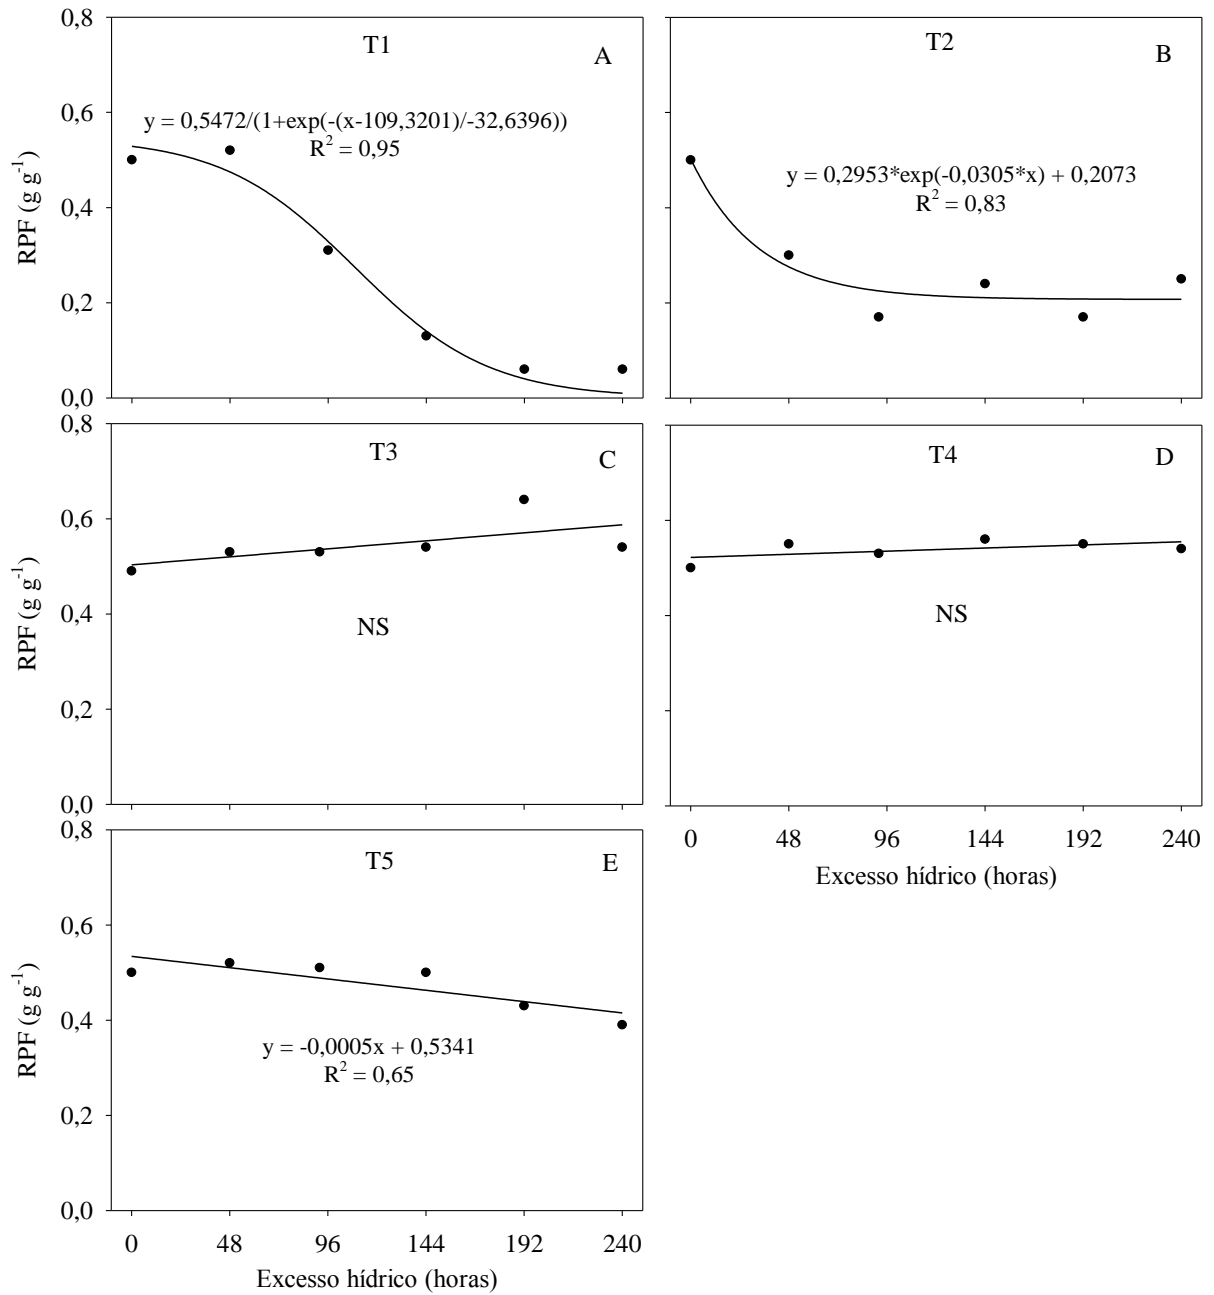 T1
A
y = 0,5472/(1+exp(-(x-109,3201)/-32,6396))
R² = 0,95
RPF (g g⁻¹)
0,8
0,6
0,4
0,2
0,0
T2
B
y = 0,2953*exp(-0,0305*x) + 0,2073
R² = 0,83
T3
C
NS
RPF (g g⁻¹)
0,8
0,6
0,4
0,2
0,0
T4
D
NS
0 48 96 144 192 240
Excesso hídrico (horas)
T5
E
y = -0,0005x + 0,5341
R² = 0,65
RPF (g g⁻¹)
0,8
0,6
0,4
0,2
0,0
0 48 96 144 192 240
Excesso hídrico (horas)